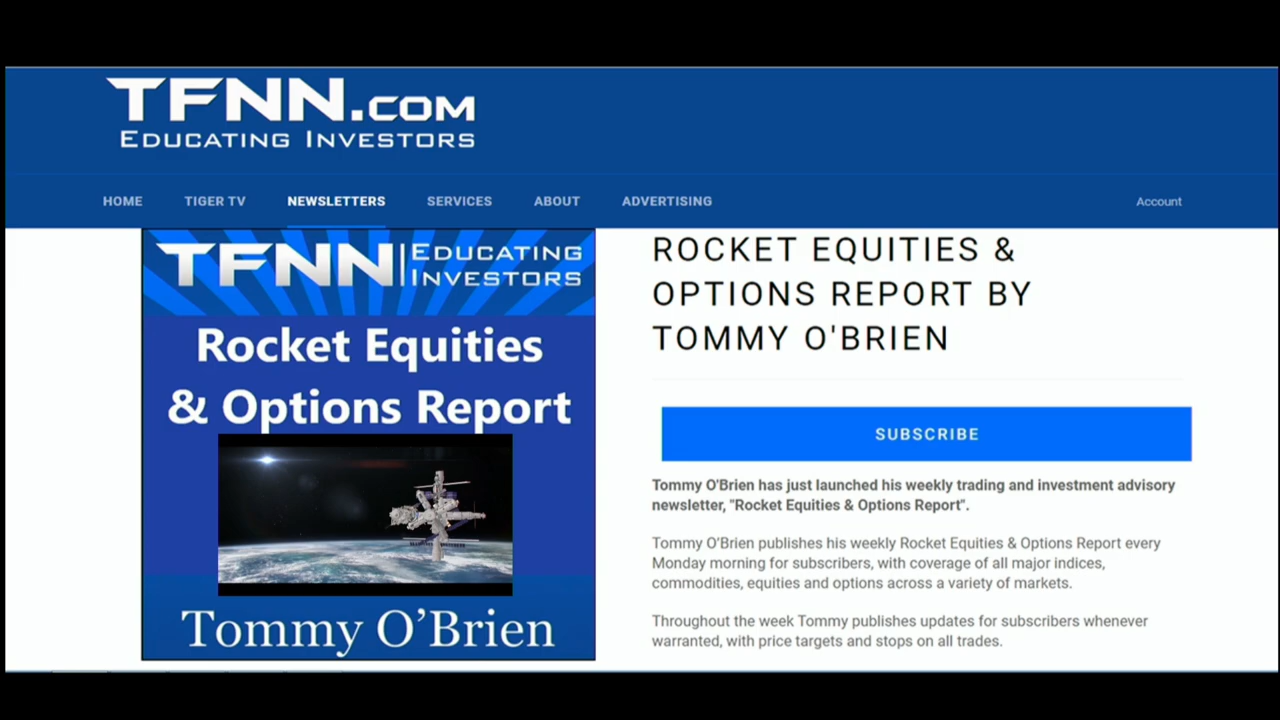 TFNN.COM
EDUCATING INVESTORS
HOME TIGER TV NEWSLETTERS SERVICES ABOUT ADVERTISING Account
TFNN EDUCATING
INVESTORS
Rocket Equities
& Options Report
Tommy O’Brien
ROCKET EQUITIES &
OPTIONS REPORT BY
TOMMY O'BRIEN
SUBSCRIBE
Tommy O'Brien has just launched his weekly trading and investment advisory
newsletter, "Rocket Equities & Options Report".
Tommy O’Brien publishes his weekly Rocket Equities & Options Report every
Monday morning for subscribers, with coverage of all major indices,
commodities, equities and options across a variety of markets.
Throughout the week Tommy publishes updates for subscribers whenever
warranted, with price targets and stops on all trades.